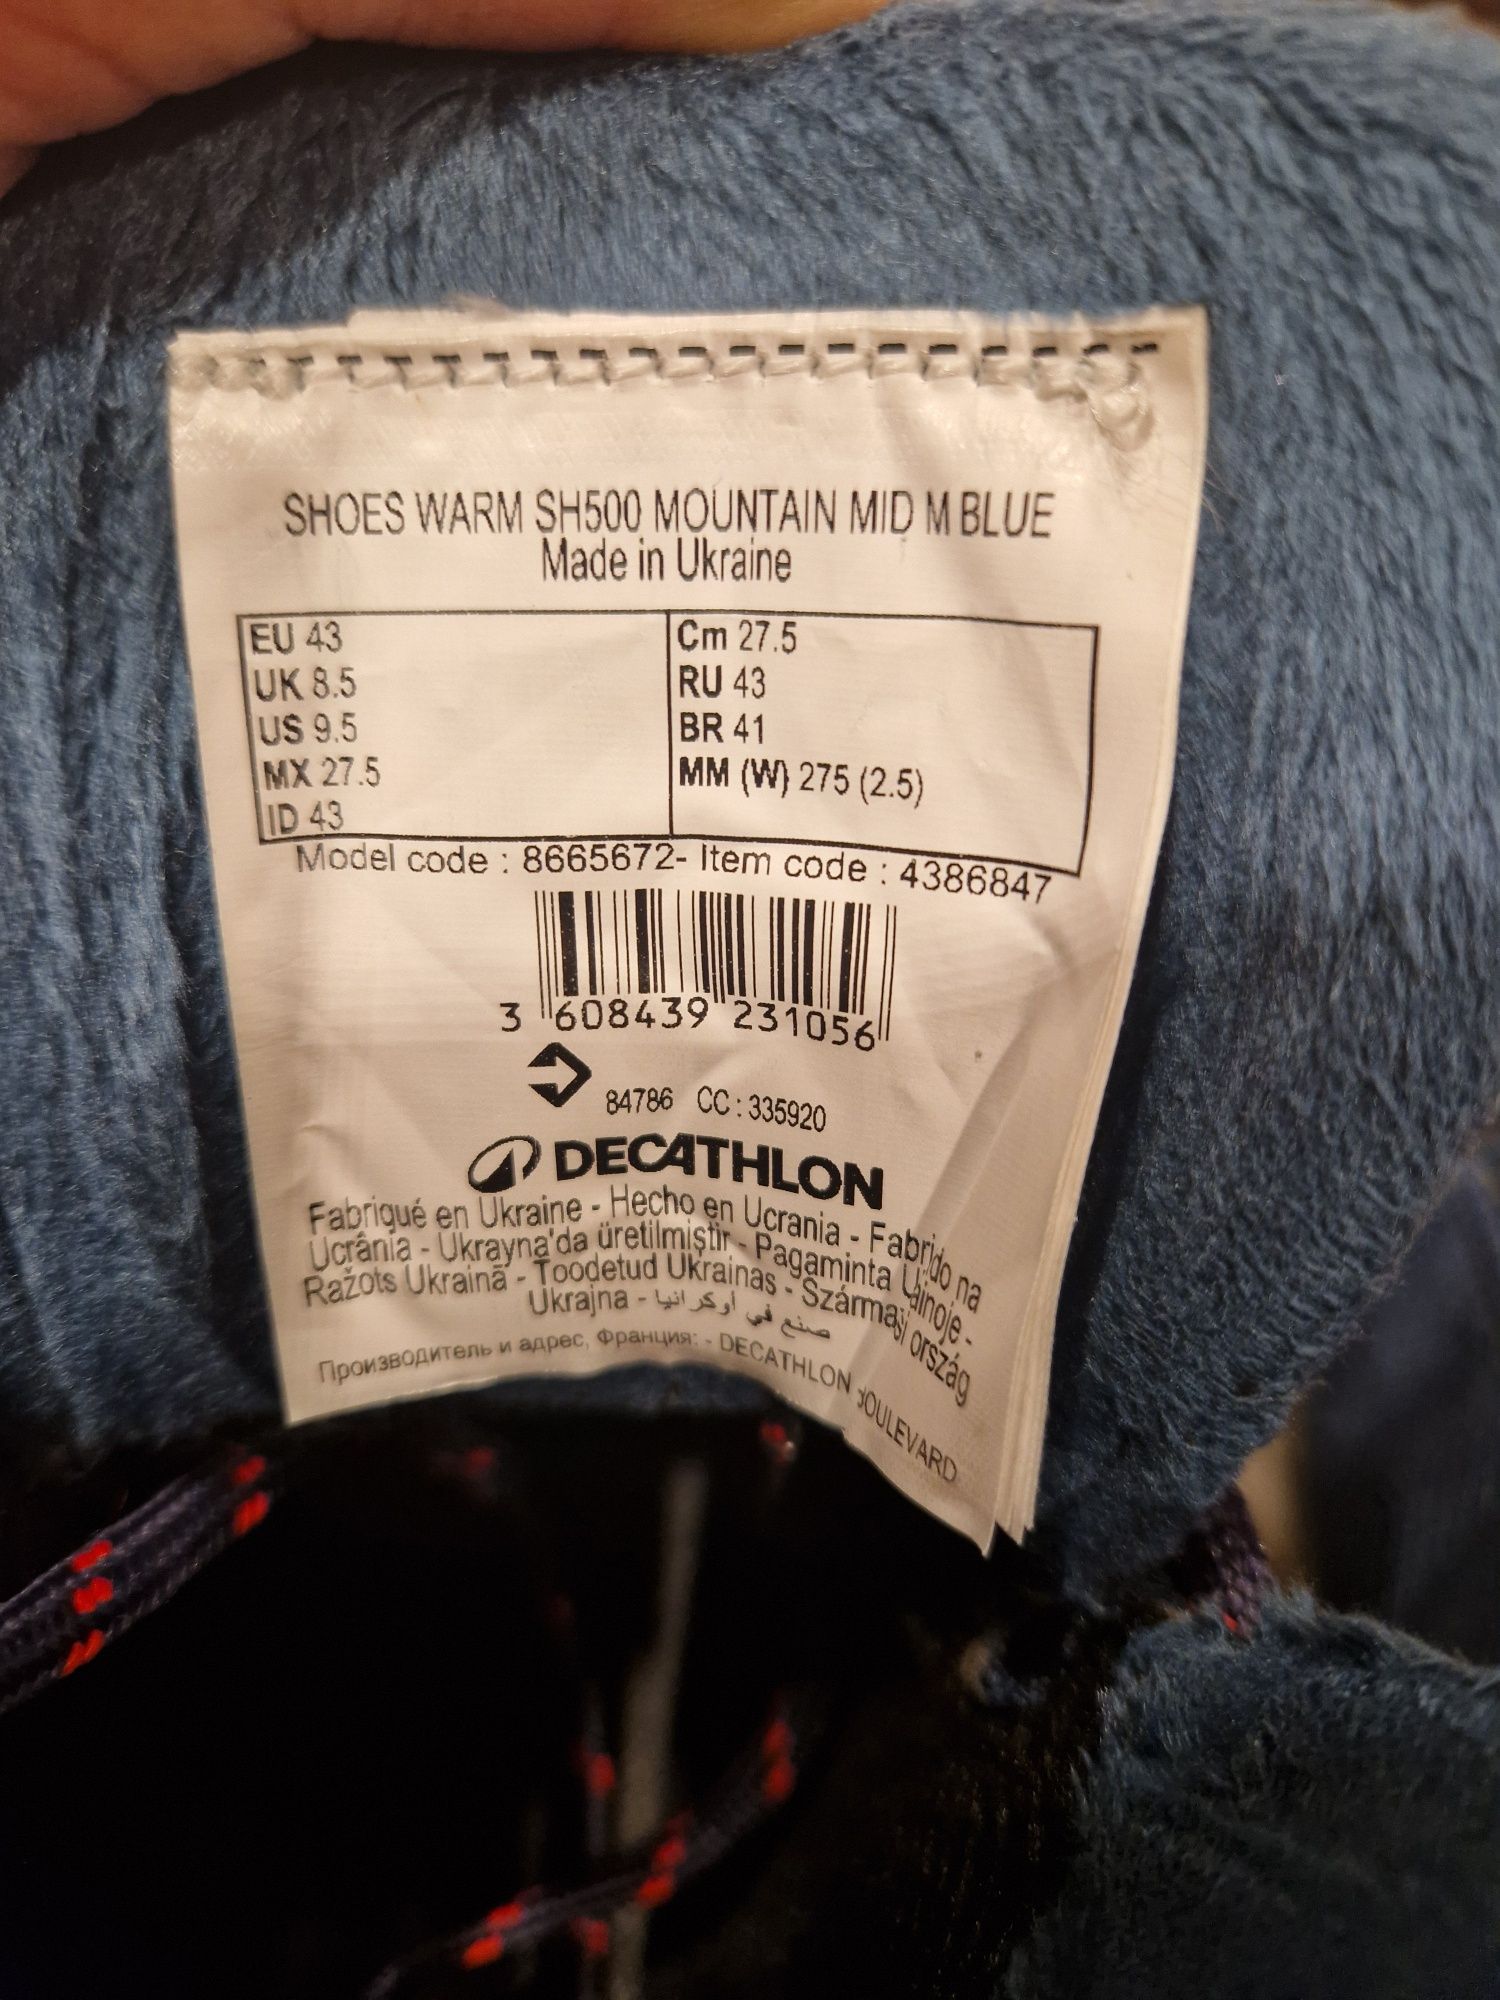 SHOES WARM SH500 MOUNTAIN MID M BLUE
Made in Ukraine
EU 43
UK 8.5
US 9.5
MX 27.5
ID 43
Cm 27.5
RU 43
BR 41
MM (W) 275 (2.5)
Model code : 8665672- Item code : 4386847
3 608439 231056
84786 CC : 335920
DECATHLON
Fabriqué en Ukraine - Hecho en Ucrania - Fabrido na
Ucrânia - Ukrayna'da üretilmiştir - Pagaminta
Ražots Ukrainā - Toodetud Ukrainas - ország
Ukrajna - صنع في أوكرانيا
Производитель и адрес, Франция: - DECATHLON